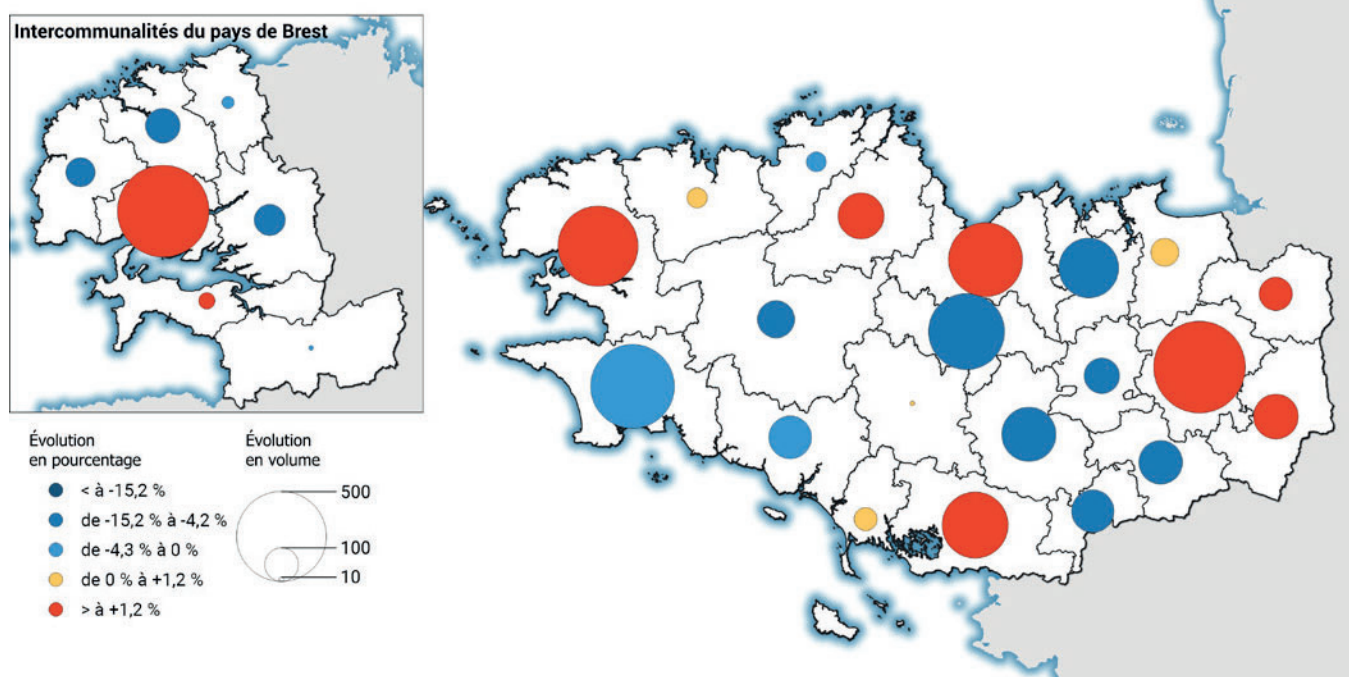 Intercommunalités du pays de Brest
Évolution
en pourcentage
< à -15,2 %
de -15,2 % à -4,2 %
de -4,3 % à 0 %
de 0 % à +1,2 %
> à +1,2 %
Évolution
en volume
500
100
10